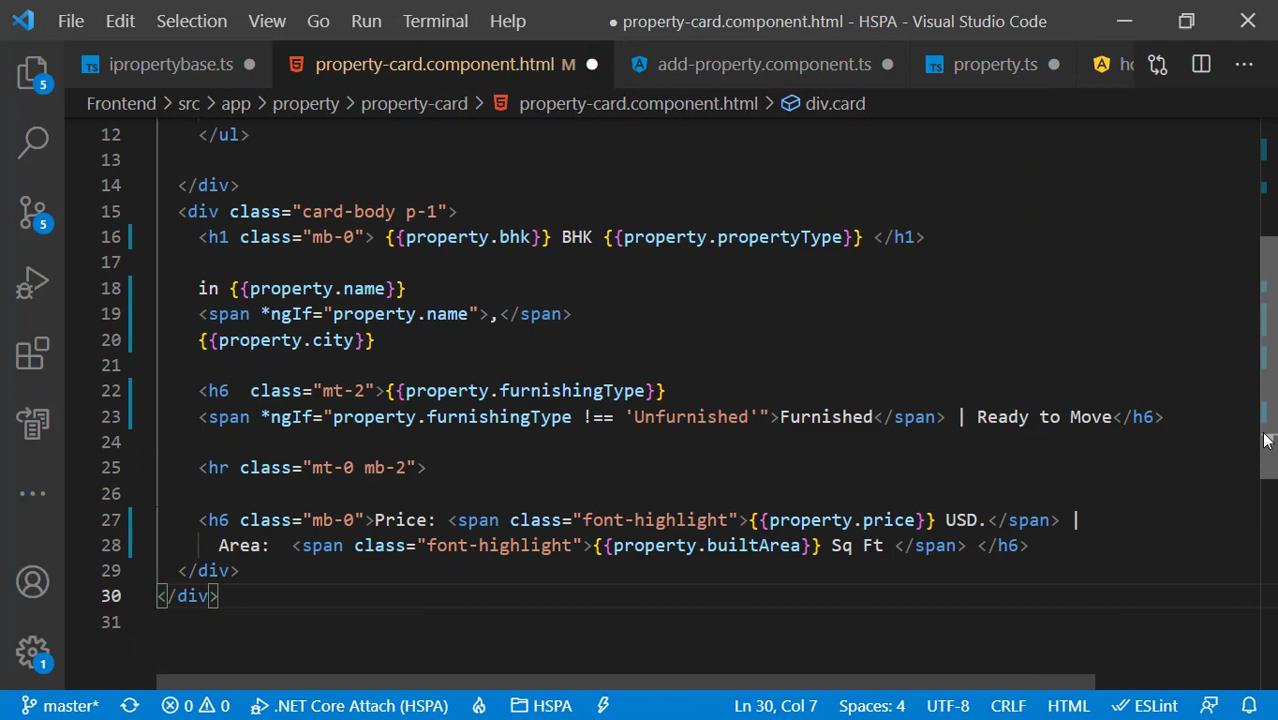 File Edit Selection View Go Run Terminal Help ● property-card.component.html - HSPA - Visual Studio Code
TS ipropertybase.ts property-card.component.html M add-property.component.ts TS property.ts
Frontend > src > app > property > property-card > property-card.component.html > div.card
12 </ul>
13
14 </div>
15 <div class="card-body p-1">
16 <h1 class="mb-0"> {{property.bhk}} BHK {{property.propertyType}} </h1>
17
18 in {{property.name}}
19 <span *ngIf="property.name">,</span>
20 {{property.city}}
21
22 <h6  class="mt-2">{{property.furnishingType}}
23 <span *ngIf="property.furnishingType !== 'Unfurnished'">Furnished</span> | Ready to Move</h6>
24
25 <hr class="mt-0 mb-2">
26
27 <h6 class="mb-0">Price: <span class="font-highlight">{{property.price}} USD.</span> |
28 Area:  <span class="font-highlight">{{property.builtArea}} Sq Ft </span> </h6>
29 </div>
30 </div>
31
5
5
1
master* 0 0 .NET Core Attach (HSPA) HSPA Ln 30, Col 7 Spaces: 4 UTF-8 CRLF HTML ESLint